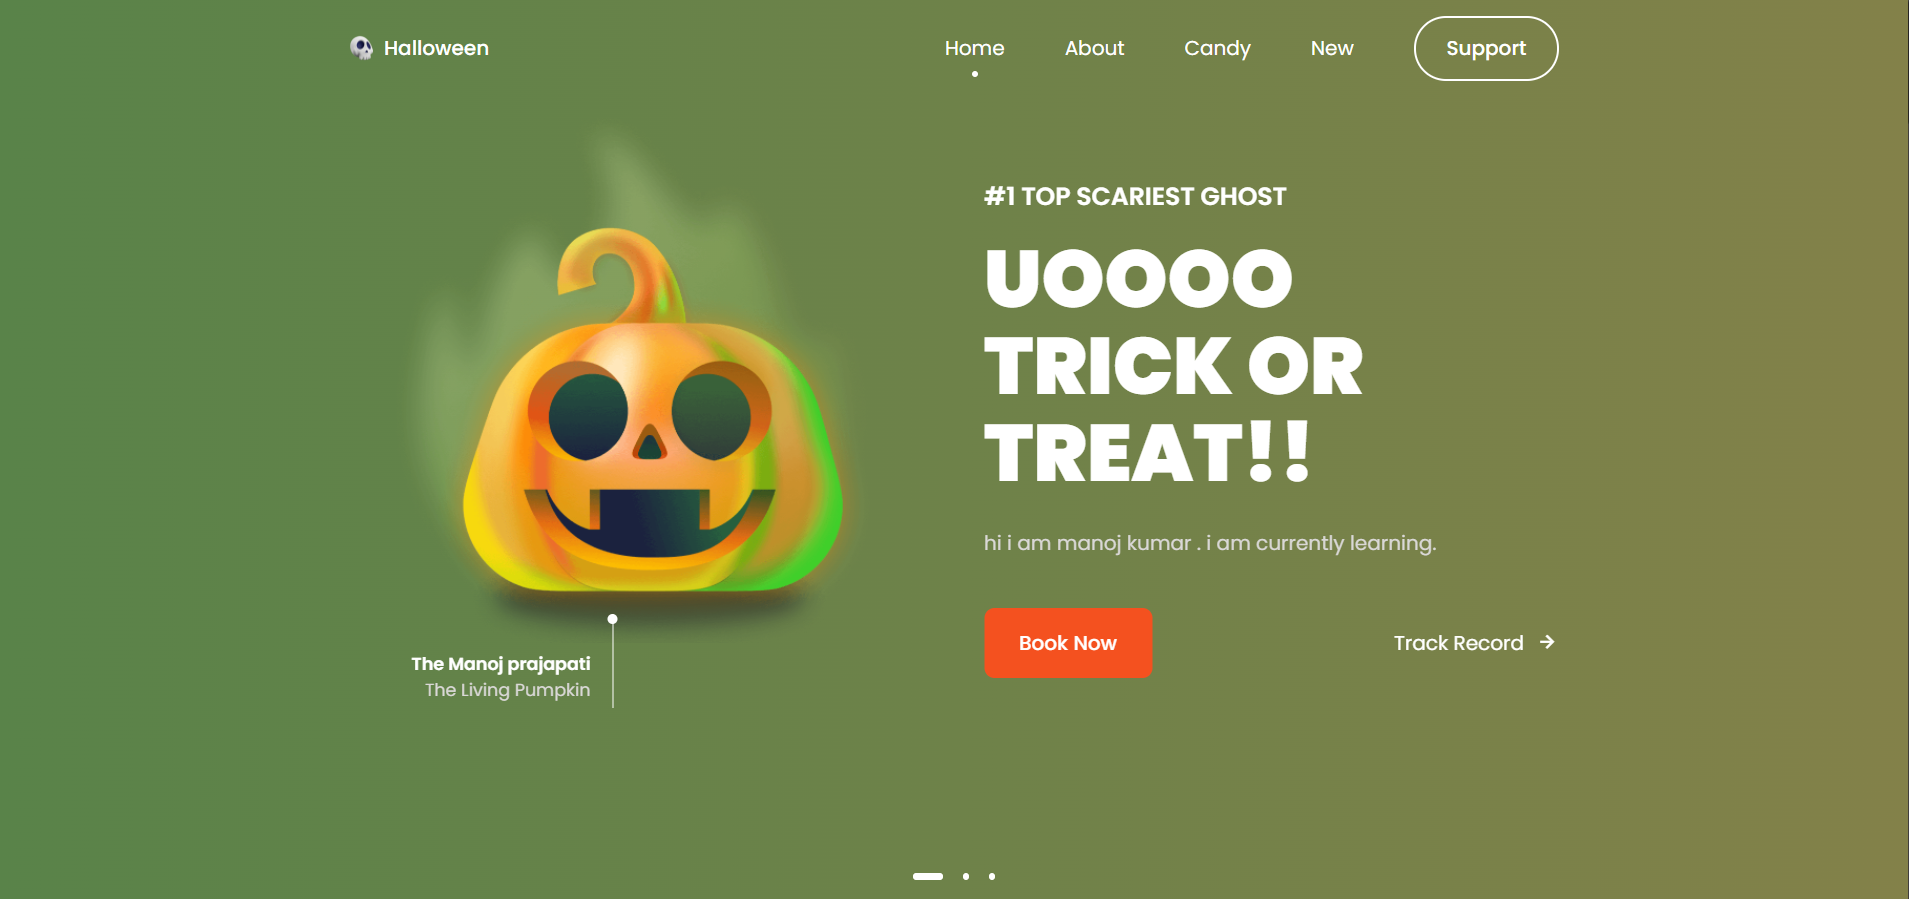 Halloween
Home
About
Candy
New
Support
#1 TOP SCARIEST GHOST
UOOOO
TRICK OR
TREAT!!
hi i am manoj kumar . i am currently learning.
Book Now
Track Record
The Manoj prajapati
The Living Pumpkin